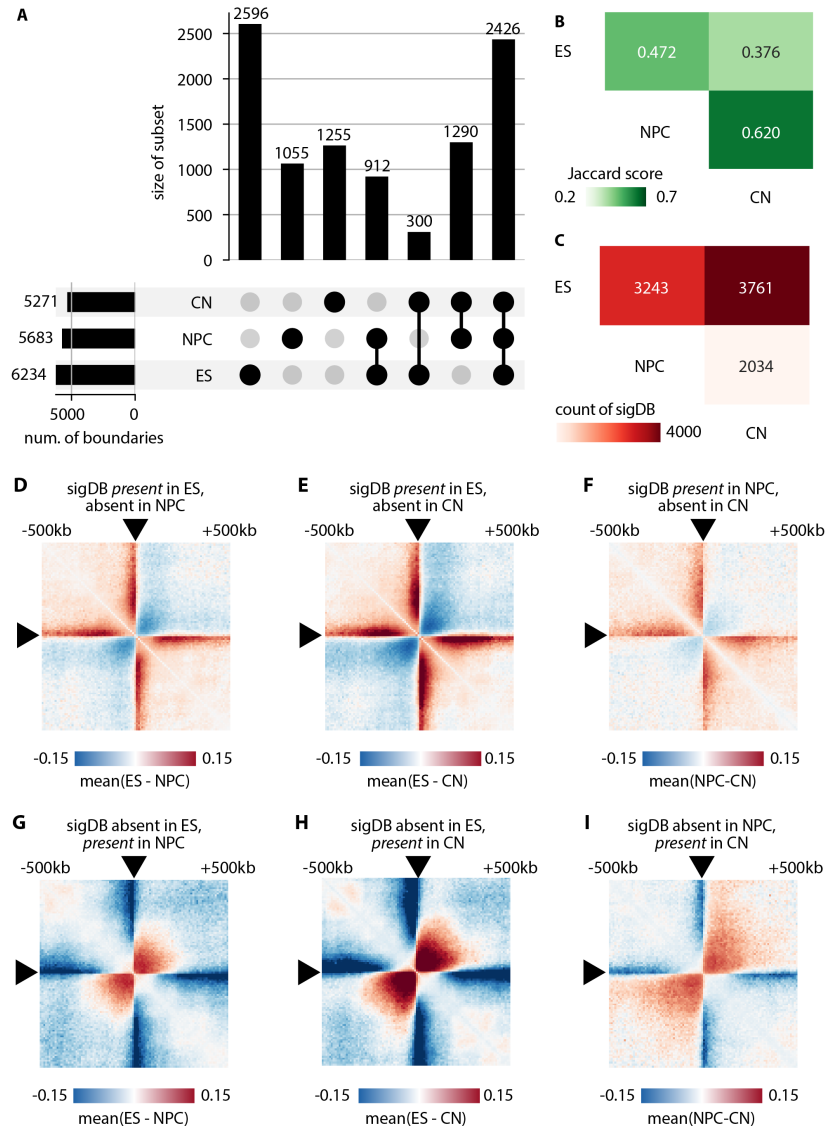 A
2596
2426
2500
2000
1500
1000
500
0
size of subset
1055
1255
912
300
1290
5271
CN
5683
NPC
6234
ES
5000
0
num. of boundaries
B
ES
0.472
0.376
NPC
0.620
Jaccard score
0.2
0.7
CN
C
ES
3243
3761
NPC
2034
count of sigDB
4000
CN
D
sigDB present in ES,
absent in NPC
-500kb
+500kb
-0.15
0.15
mean(ES - NPC)
E
sigDB present in ES,
absent in CN
-500kb
+500kb
-0.15
0.15
mean(ES - CN)
F
sigDB present in NPC,
absent in CN
-500kb
+500kb
-0.15
0.15
mean(NPC-CN)
G
sigDB absent in ES,
present in NPC
-500kb
+500kb
-0.15
0.15
mean(ES - NPC)
H
sigDB absent in ES,
present in CN
-500kb
+500kb
-0.15
0.15
mean(ES - CN)
I
sigDB absent in NPC,
present in CN
-500kb
+500kb
-0.15
0.15
mean(NPC-CN)